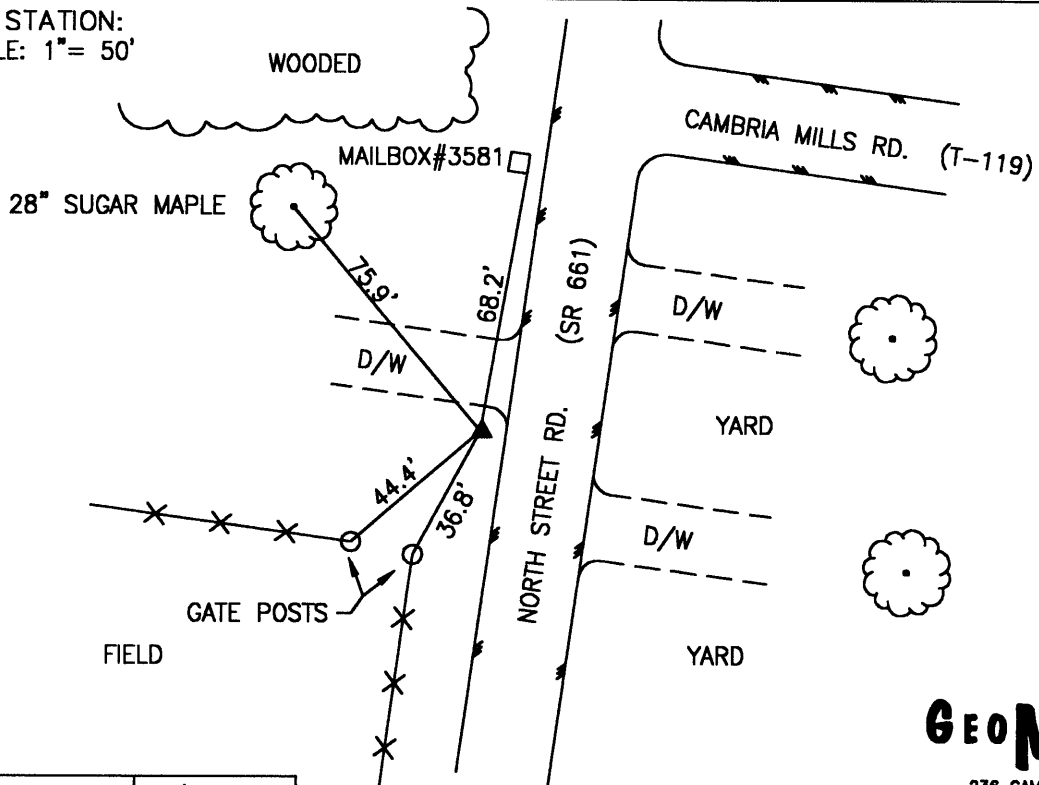 STATION:
LE: 1"= 50'
WOODED
CAMBRIA MILLS RD. (T-119)
MAILBOX#3581
28" SUGAR MAPLE
75.9'
68.2'
(SR 661)
D/W
D/W
YARD
NORTH STREET RD.
44.4'
36.8'
D/W
GATE POSTS
FIELD
YARD
GEO